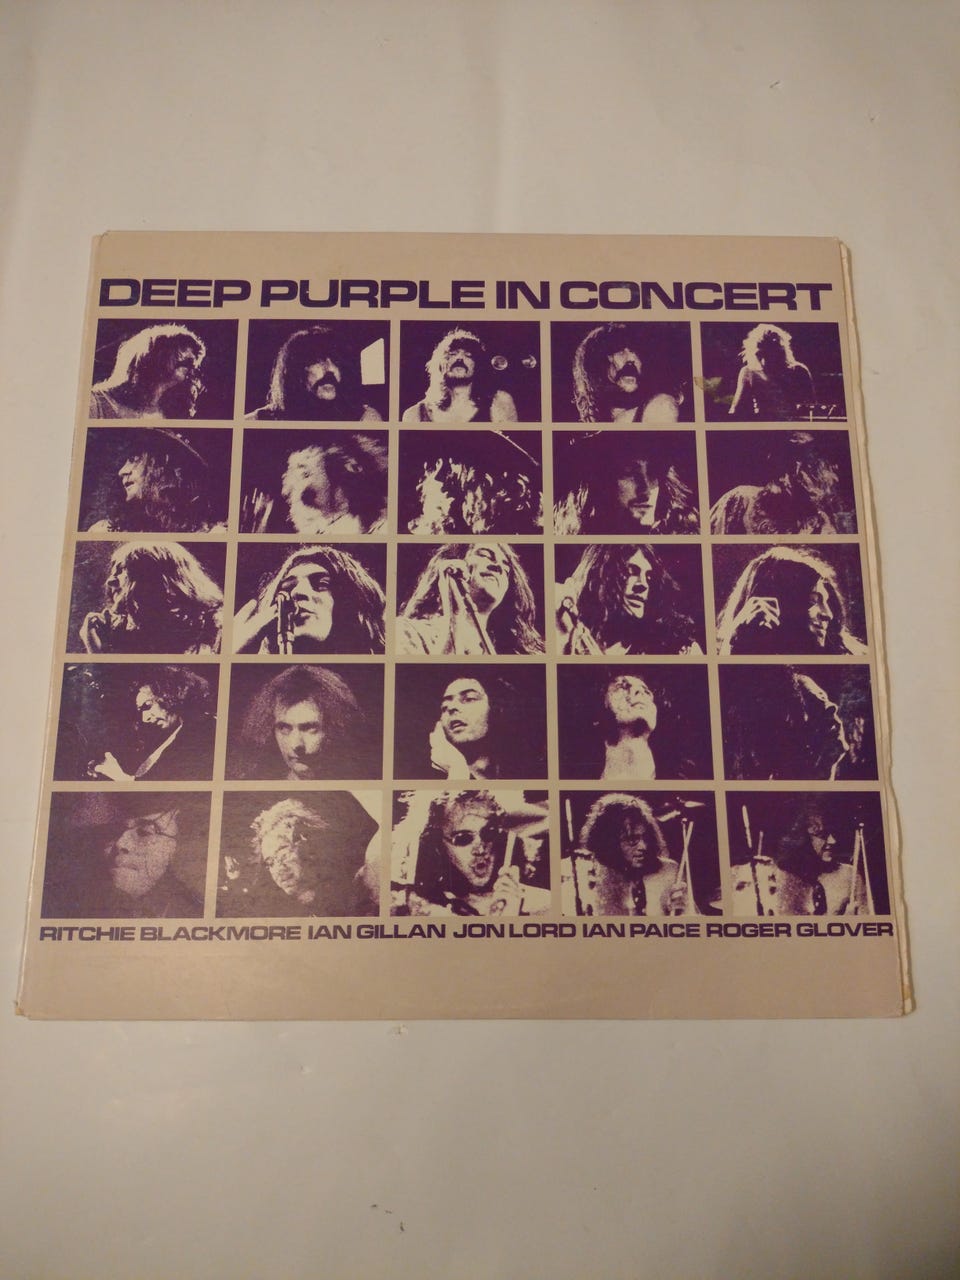 DEEP PURPLE IN CONCERT
RITCHIE BLACKMORE IAN GILLAN JON LORD IAN PAICE ROGER GLOVER